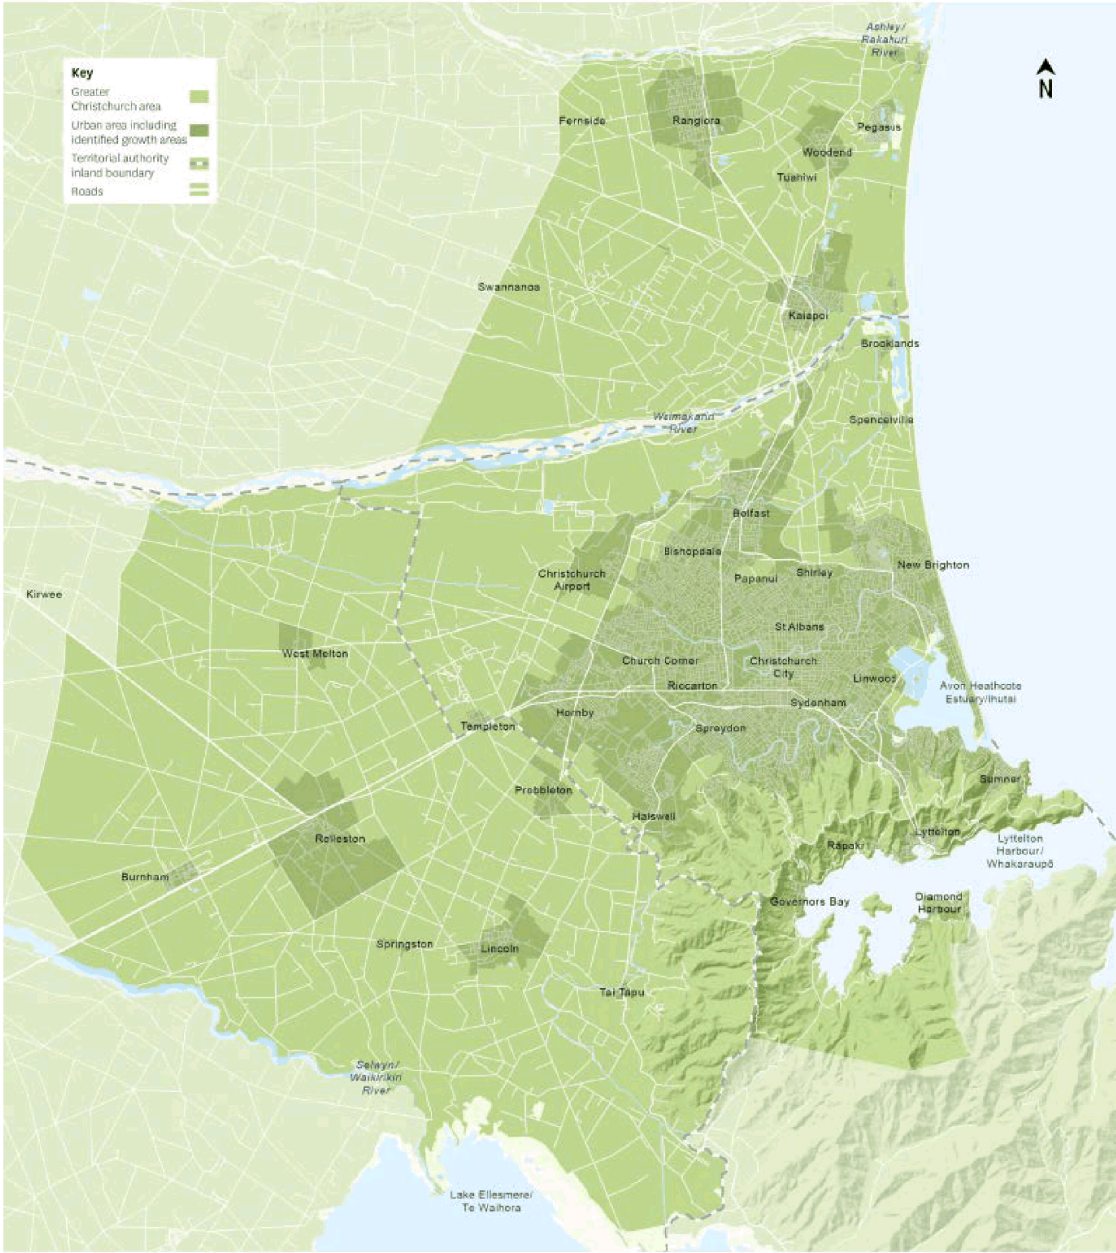 Key
Greater
Christchurch area
Urban area including
identified growth areas
Territorial authority
inland boundary
Roads
Ashley/
Rakahuri
River
N
Fernside
Rangiora
Pegasus
Woodend
Tuahiwi
Swannanoa
Kaiapoi
Brooklands
Waimakariri
River
Spencerville
Belfast
Bishopdale
Christchurch
Airport
Papanui
Shirley
New Brighton
Kirwee
St Albans
West Melton
Church Corner
Christchurch
City
Linwood
Riccarton
Avon Heathcote
Estuary/Ihutai
Sydenham
Hornby
Templeton
Spreydon
Sumner
Prebbleton
Halswell
Rolleston
Rāpaki
Lyttelton
Lyttelton
Harbour/
Whakaraupō
Burnham
Governors Bay
Diamond
Harbour
Springston
Lincoln
Tai Tapu
Selwyn/
Waikirikiri
River
Lake Ellesmere/
Te Waihora